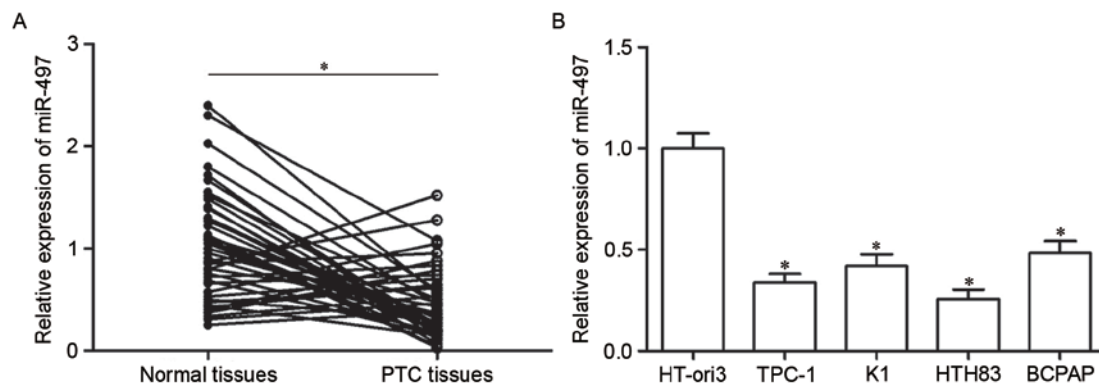 A
Relative expression of miR-497
3
2
1
0
*
Normal tissues
PTC tissues
B
Relative expression of miR-497
1.5
1.0
0.5
0.0
*
*
*
*
HT-ori3
TPC-1
K1
HTH83
BCPAP